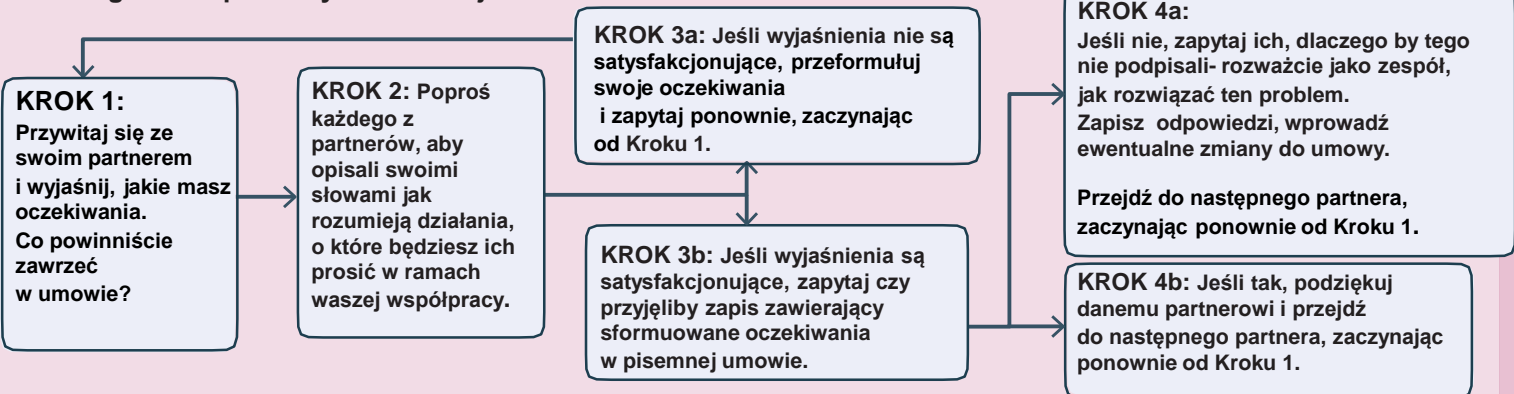 KROK 1:
Przywitaj się ze
swoim partnerem
i wyjaśnij, jakie masz
oczekiwania.
Co powinniście
zawrzeć
w umowie?
KROK 2: Poproś
każdego z
partnerów, aby
opisali swoimi
słowami jak
rozumieją działania,
o które będziesz ich
prosić w ramach
waszej współpracy.
KROK 3a: Jeśli wyjaśnienia nie są
satysfakcjonujące, przeformułuj
swoje oczekiwania
i zapytaj ponownie, zaczynając
od Kroku 1.
KROK 3b: Jeśli wyjaśnienia są
satysfakcjonujące, zapytaj czy
przyjęliby zapis zawierający
sformuowane oczekiwania
w pisemnej umowie.
KROK 4a:
Jeśli nie, zapytaj ich, dlaczego by tego
nie podpisali- rozważcie jako zespół,
jak rozwiązać ten problem.
Zapisz odpowiedzi, wprowadź
ewentualne zmiany do umowy.
Przejdź do następnego partnera,
zaczynając ponownie od Kroku 1.
KROK 4b: Jeśli tak, podziękuj
danemu partnerowi i przejdź
do następnego partnera, zaczynając
ponownie od Kroku 1.